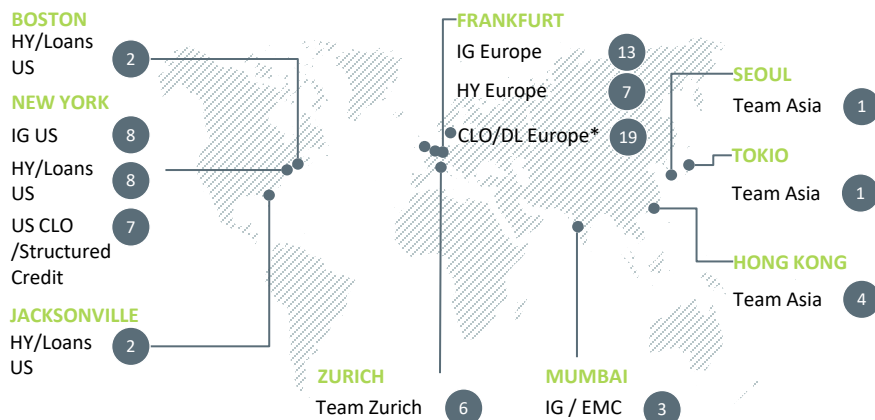 BOSTON
HY/Loans
US
2
NEW YORK
IG US
8
HY/Loans
US
8
US CLO
/Structured
Credit
7
JACKSONVILLE
HY/Loans
US
2
FRANKFURT
IG Europe
13
HY Europe
7
CLO/DL Europe*
19
SEOUL
Team Asia
1
TOKIO
Team Asia
1
HONG KONG
Team Asia
4
ZURICH
Team Zurich
6
MUMBAI
IG / EMC
3